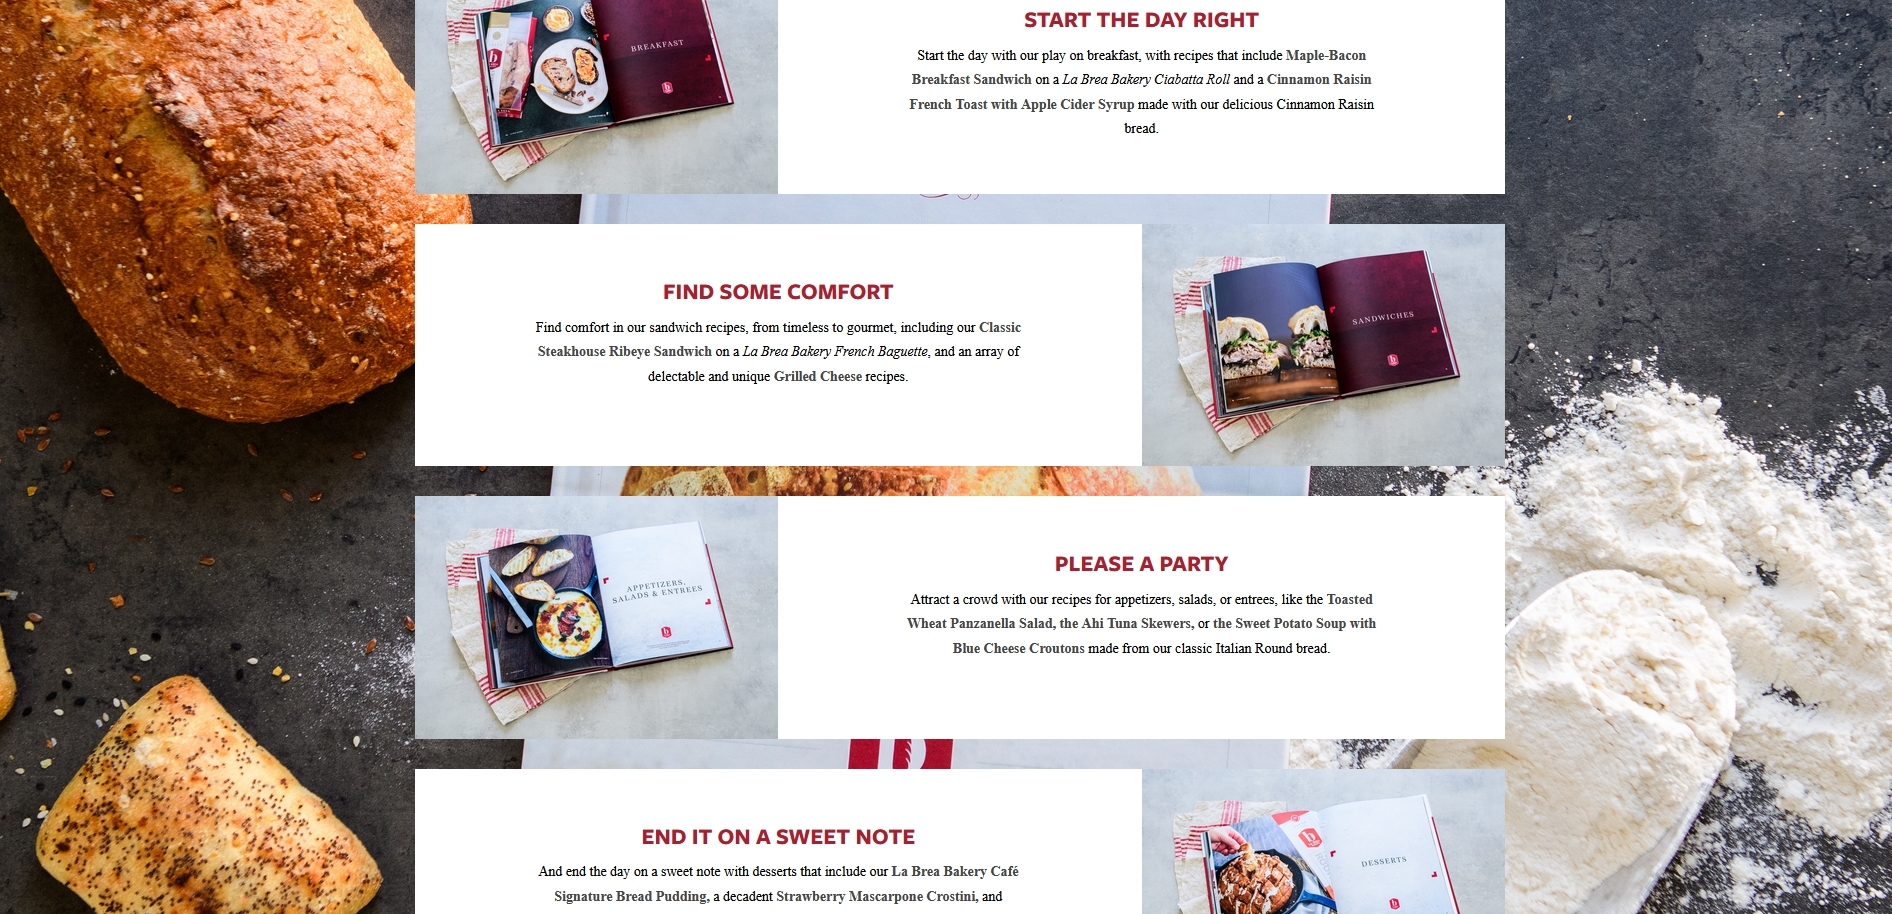 BREAKFAST
START THE DAY RIGHT
Start the day with our play on breakfast, with recipes that include Maple-Bacon
Breakfast Sandwich on a La Brea Bakery Ciabatta Roll and a Cinnamon Raisin
French Toast with Apple Cider Syrup made with our delicious Cinnamon Raisin
bread.
FIND SOME COMFORT
Find comfort in our sandwich recipes, from timeless to gourmet, including our Classic
Steakhouse Ribeye Sandwich on a La Brea Bakery French Baguette, and an array of
delectable and unique Grilled Cheese recipes.
SANDWICHES
APPETIZERS,
SALADS & ENTREES
PLEASE A PARTY
Attract a crowd with our recipes for appetizers, salads, or entrees, like the Toasted
Wheat Panzanella Salad, the Ahi Tuna Skewers, or the Sweet Potato Soup with
Blue Cheese Croutons made from our classic Italian Round bread.
END IT ON A SWEET NOTE
And end the day on a sweet note with desserts that include our La Brea Bakery Café
Signature Bread Pudding, a decadent Strawberry Mascarpone Crostini, and
DESSERTS